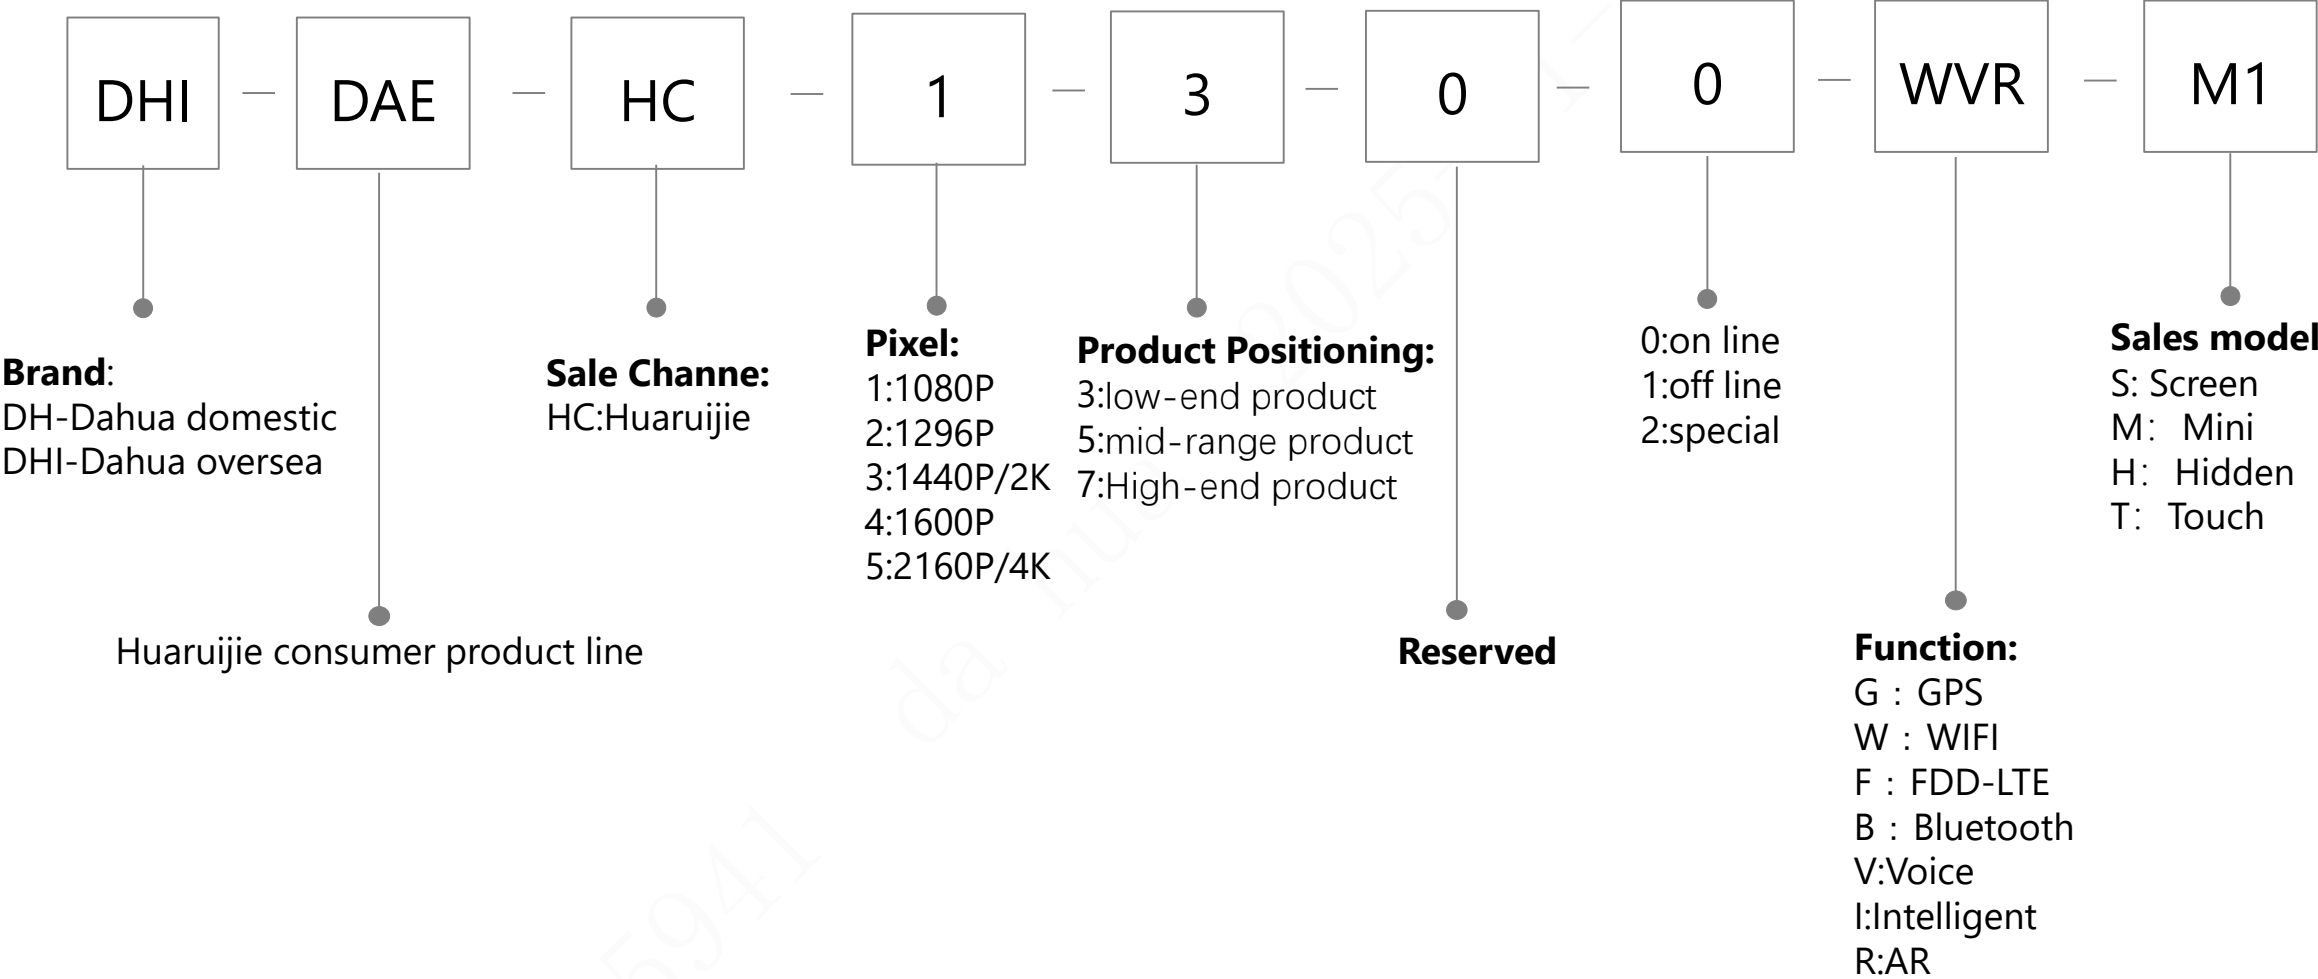 DHI — DAE — HC — 1 — 3 — 0 — 0 — WVR — M1
Brand:
DH-Dahua domestic
DHI-Dahua oversea
Huaruijie consumer product line
Sale Channe:
HC:Huaruijie
Pixel:
1:1080P
2:1296P
3:1440P/2K
4:1600P
5:2160P/4K
Product Positioning:
3:low-end product
5:mid-range product
7:High-end product
Reserved
0:on line
1:off line
2:special
Function:
G：GPS
W：WIFI
F：FDD-LTE
B：Bluetooth
V:Voice
I:Intelligent
R:AR
Sales model
S: Screen
M： Mini
H： Hidden
T： Touch